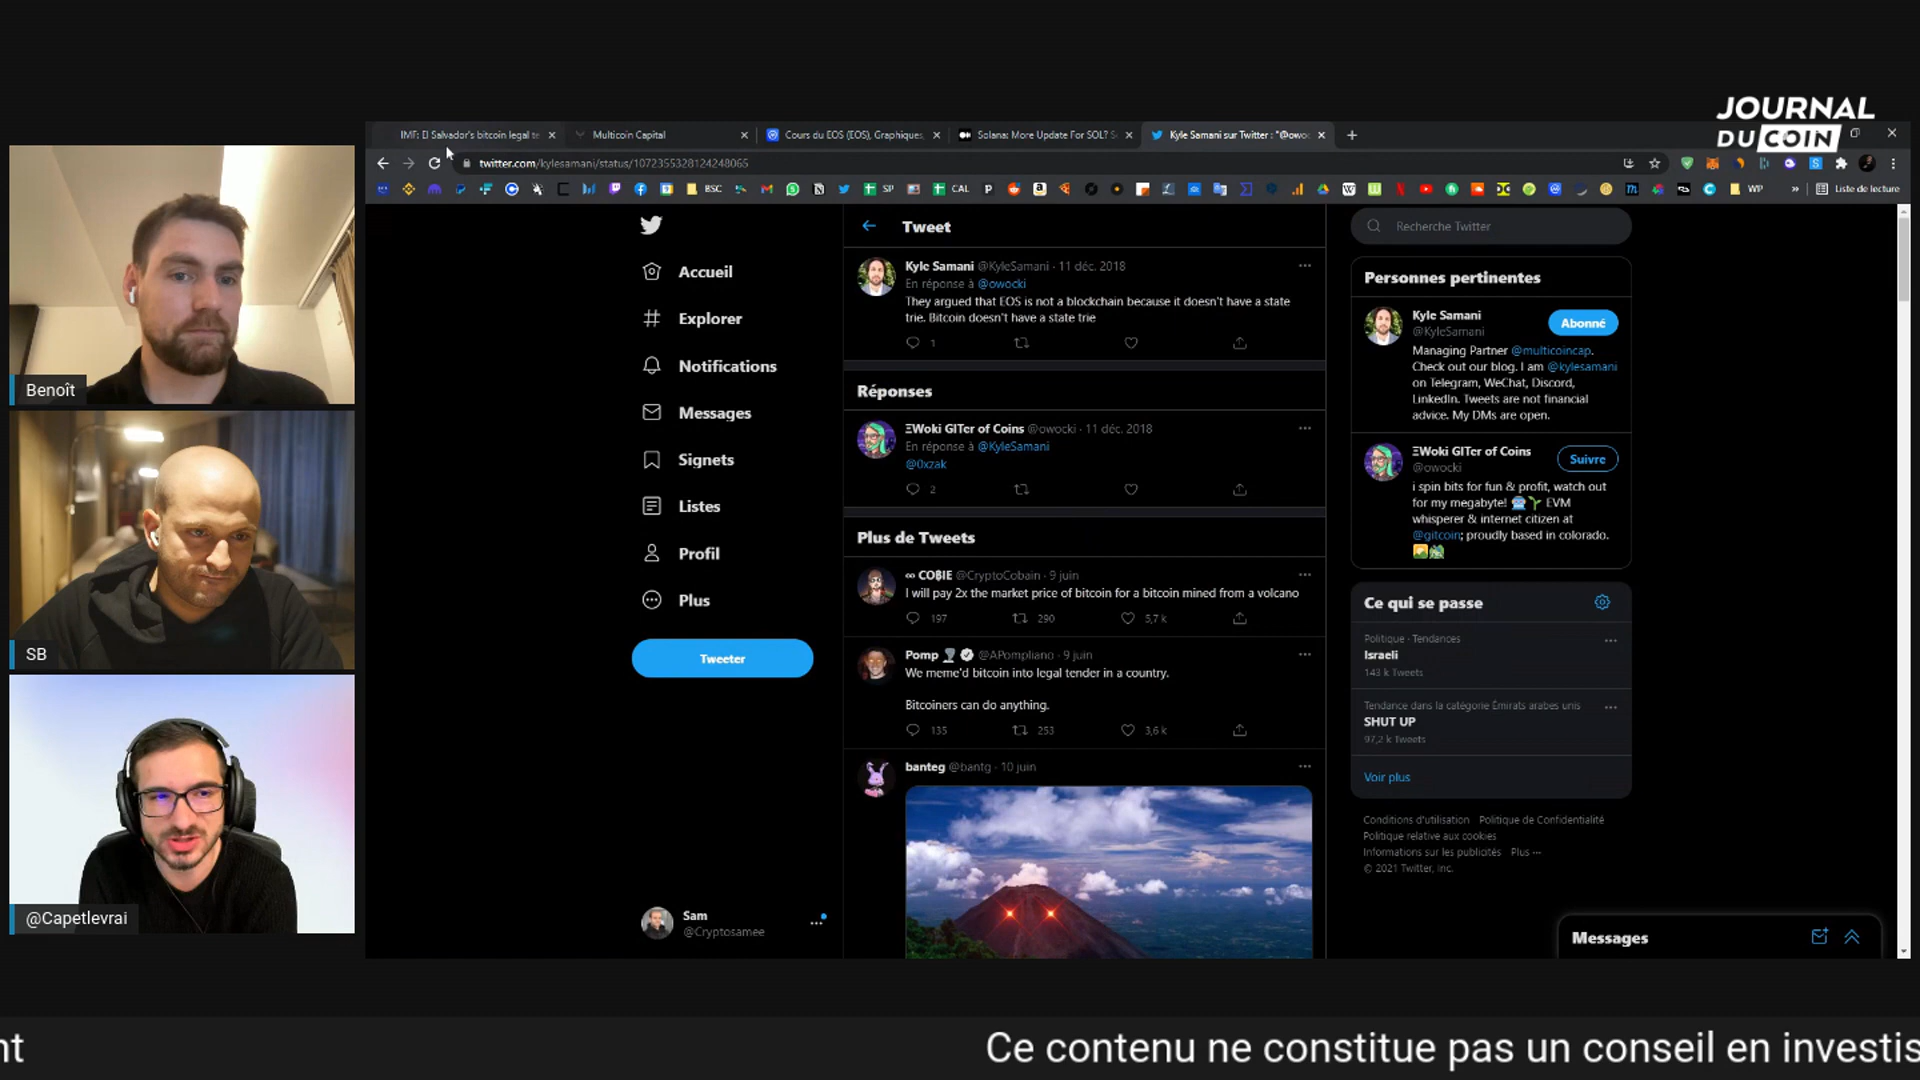 JOURNAL
DU COIN
IMF: El Salvador's bitcoin legal te
Multicoin Capital
Cours du EOS (EOS), Graphiques,
Solana: More Update For SOL? S
Kyle Samani sur Twitter : "@owoc
twitter.com/kylesamani/status/1072355328124248065
BSC
SP
CAL
WP
Liste de lecture
Accueil
Explorer
Notifications
Messages
Signets
Listes
Profil
Plus
Tweeter
Sam
@Cryptosamee
Tweet
Kyle Samani @KyleSamani · 11 déc. 2018
En réponse à @owocki
They argued that EOS is not a blockchain because it doesn't have a state
trie. Bitcoin doesn't have a state trie
1
Réponses
ΞWoki GITer of Coins @owocki · 11 déc. 2018
En réponse à @KyleSamani
@0xzak
2
Plus de Tweets
∞ CO฿IE @CryptoCobain · 9 juin
I will pay 2x the market price of bitcoin for a bitcoin mined from a volcano
197 290 5,7 k
Pomp 🌪 @APompliano · 9 juin
We meme'd bitcoin into legal tender in a country.
Bitcoiners can do anything.
135 253 3,6 k
banteg @bantg · 10 juin
Recherche Twitter
Personnes pertinentes
Kyle Samani
@KyleSamani
Abonné
Managing Partner @multicoincap.
Check out our blog. I am @kylesamani
on Telegram, WeChat, Discord,
LinkedIn. Tweets are not financial
advice. My DMs are open.
ΞWoki GITer of Coins
@owocki
Suivre
i spin bits for fun & profit, watch out
for my megabyte! 🤖🌱 EVM
whisperer & internet citizen at
@gitcoin; proudly based in colorado.
Ce qui se passe
Politique · Tendances
Israeli
143 k Tweets
Tendance dans la catégorie Émirats arabes unis
SHUT UP
97,2 k Tweets
Voir plus
Conditions d'utilisation Politique de Confidentialité
Politique relative aux cookies
Informations sur les publicités Plus ···
© 2021 Twitter, Inc.
Messages
Benoît
SB
@Capetlevrai
nt
Ce contenu ne constitue pas un conseil en investis